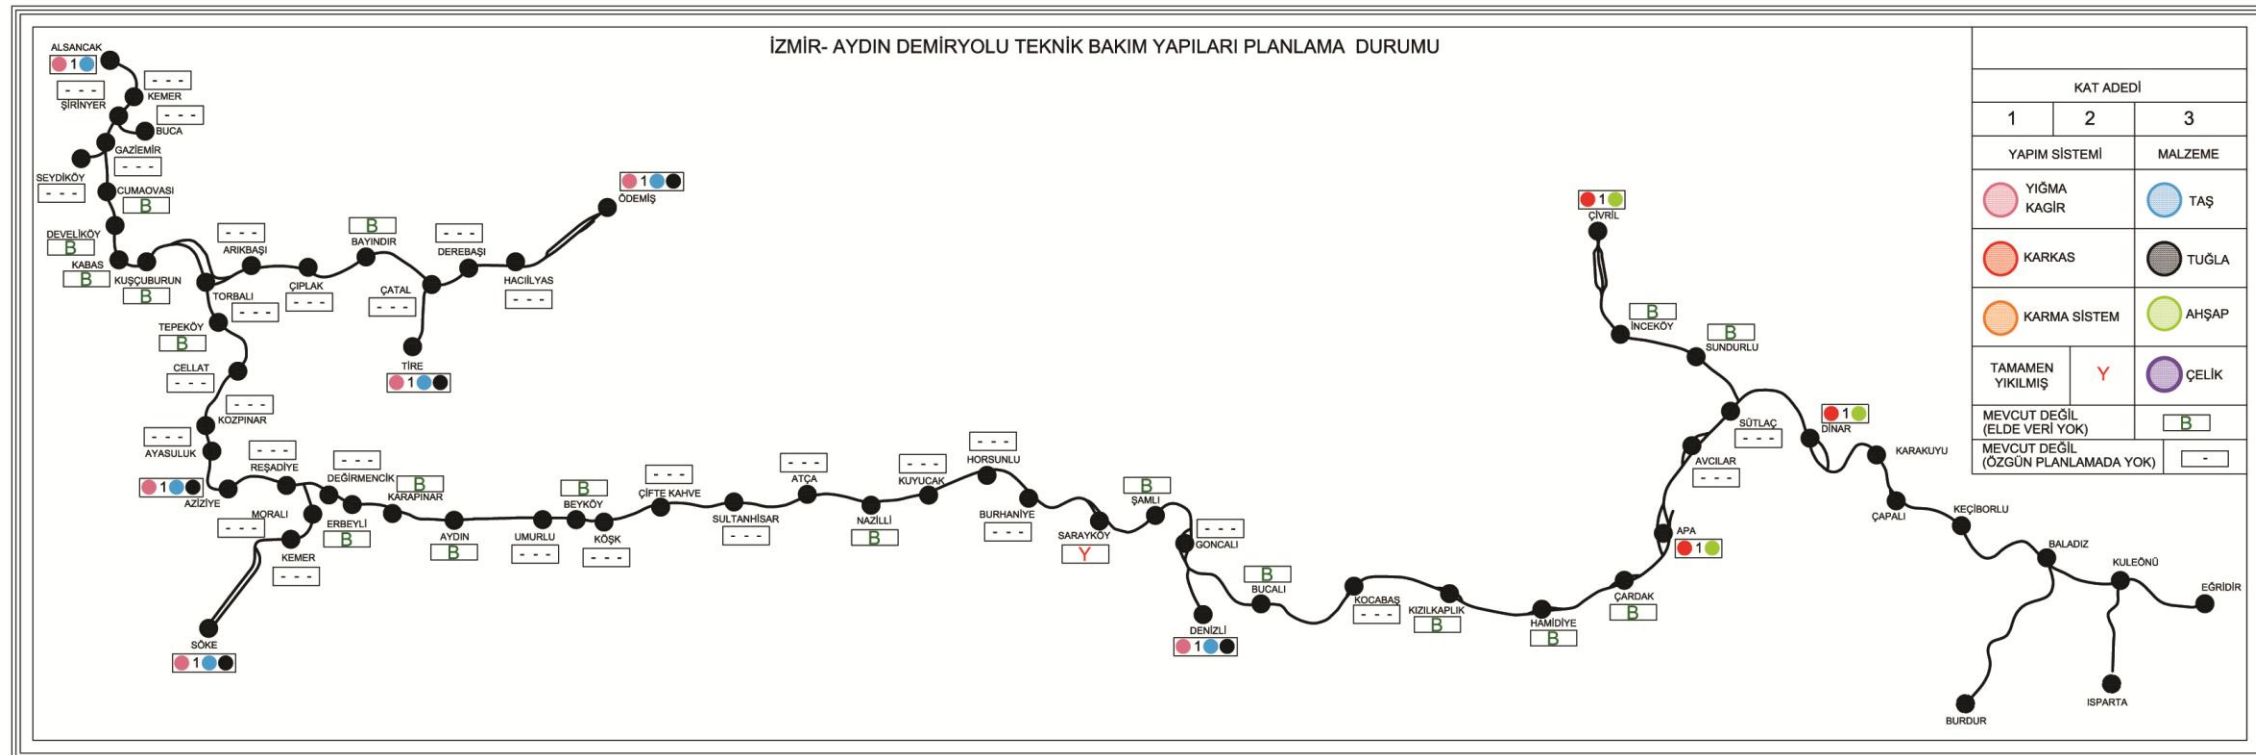 İZMİR- AYDIN DEMİRYOLU TEKNİK BAKIM YAPILARI PLANLAMA DURUMU
ALSANCAK
1
- - -
KEMER
- - -
ŞİRİNYER
- - -
BUCA
GAZİEMİR
- - -
SEYDİKÖY
- - -
CUMAOVASI
B
DEVELİKÖY
B
KABAS
B
KUŞÇUBURUN
B
- - -
ARIKBAŞI
TORBALI
- - -
ÇIPLAK
- - -
B
BAYINDIR
ÇATAL
- - -
- - -
DEREBAŞI
HACIİLYAS
- - -
1
ÖDEMİŞ
TİRE
1
TEPEKÖY
B
CELLAT
- - -
- - -
KOZPINAR
- - -
AYASULUK
1
AZİZİYE
- - -
REŞADİYE
- - -
DEĞİRMENCİK
MORALI
- - -
KEMER
- - -
SÖKE
1
ERBEYLİ
B
B
KARAPINAR
AYDIN
B
UMURLU
- - -
B
BEYKÖY
KÖŞK
- - -
- - -
ÇİFTE KAHVE
SULTANHİSAR
- - -
- - -
ATÇA
NAZİLLİ
B
- - -
KUYUCAK
- - -
HORSUNLU
BURHANİYE
- - -
SARAYKÖY
Y
B
ŞAMLI
- - -
GONCALI
DENİZLİ
1
B
BUCALI
KOCABAŞ
- - -
KIZILKAPLIK
B
HAMİDİYE
B
ÇARDAK
B
APA
1
AVCILAR
- - -
SÜTLAÇ
- - -
B
SUNDURLU
B
İNCEKÖY
1
ÇİVRİL
1
DİNAR
KARAKUYU
ÇAPALI
KEÇİBORLU
BALADIZ
KULEÖNÜ
EĞRİDİR
ISPARTA
BURDUR
KAT ADEDİ
1 2 3
YAPIM SİSTEMİ MALZEME
YIĞMA
KAGİR
TAŞ
KARKAS
TUĞLA
KARMA SİSTEM
AHŞAP
TAMAMEN
YIKILMIŞ
Y
ÇELİK
MEVCUT DEĞİL
(ELDE VERİ YOK)
B
MEVCUT DEĞİL
(ÖZGÜN PLANLAMADA YOK)
-